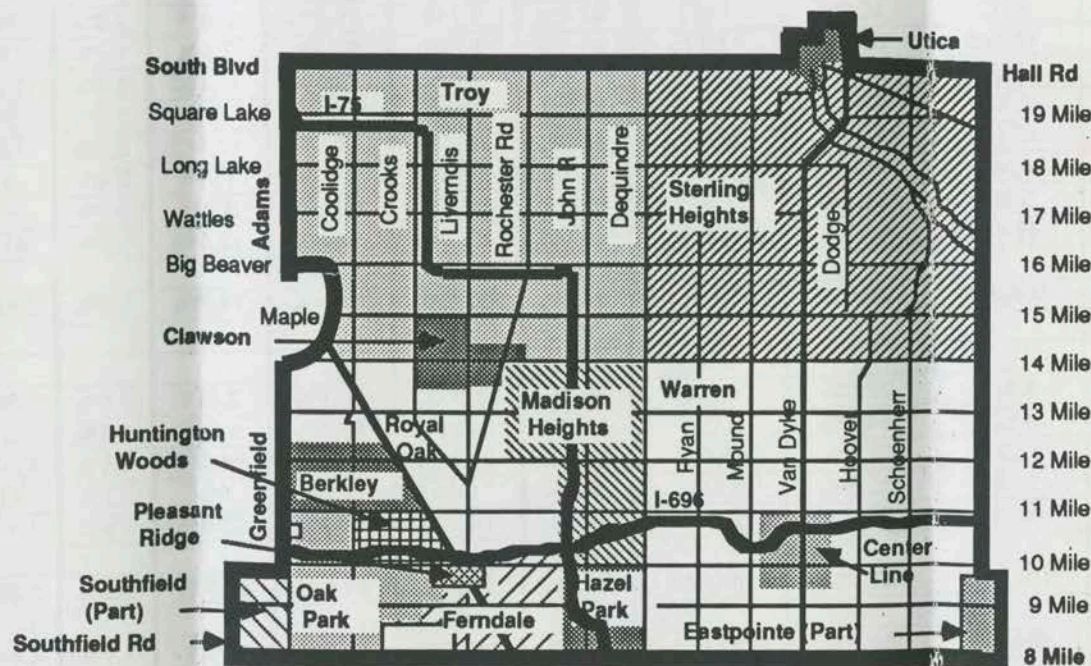 Utica
South Blvd
Hall Rd
I-75
Troy
Square Lake
19 Mile
Long Lake
18 Mile
Adams
Coolidge
Crooks
Livernois
Rochester Rd
John R
Dequindre
Sterling
Heights
Wattles
17 Mile
Dodge
Big Beaver
16 Mile
Maple
15 Mile
Clawson
14 Mile
Warren
Madison
Heights
13 Mile
Royal
Oak
Huntington
Woods
Ryan
Mound
Van Dyke
Hoover
Schoenherr
12 Mile
Berkley
Greenfield
I-696
11 Mile
Pleasant
Ridge
Center
Line
10 Mile
Southfield
(Part)
Oak
Park
Hazel
Park
9 Mile
Ferndale
Eastpointe (Part)
Southfield Rd
8 Mile